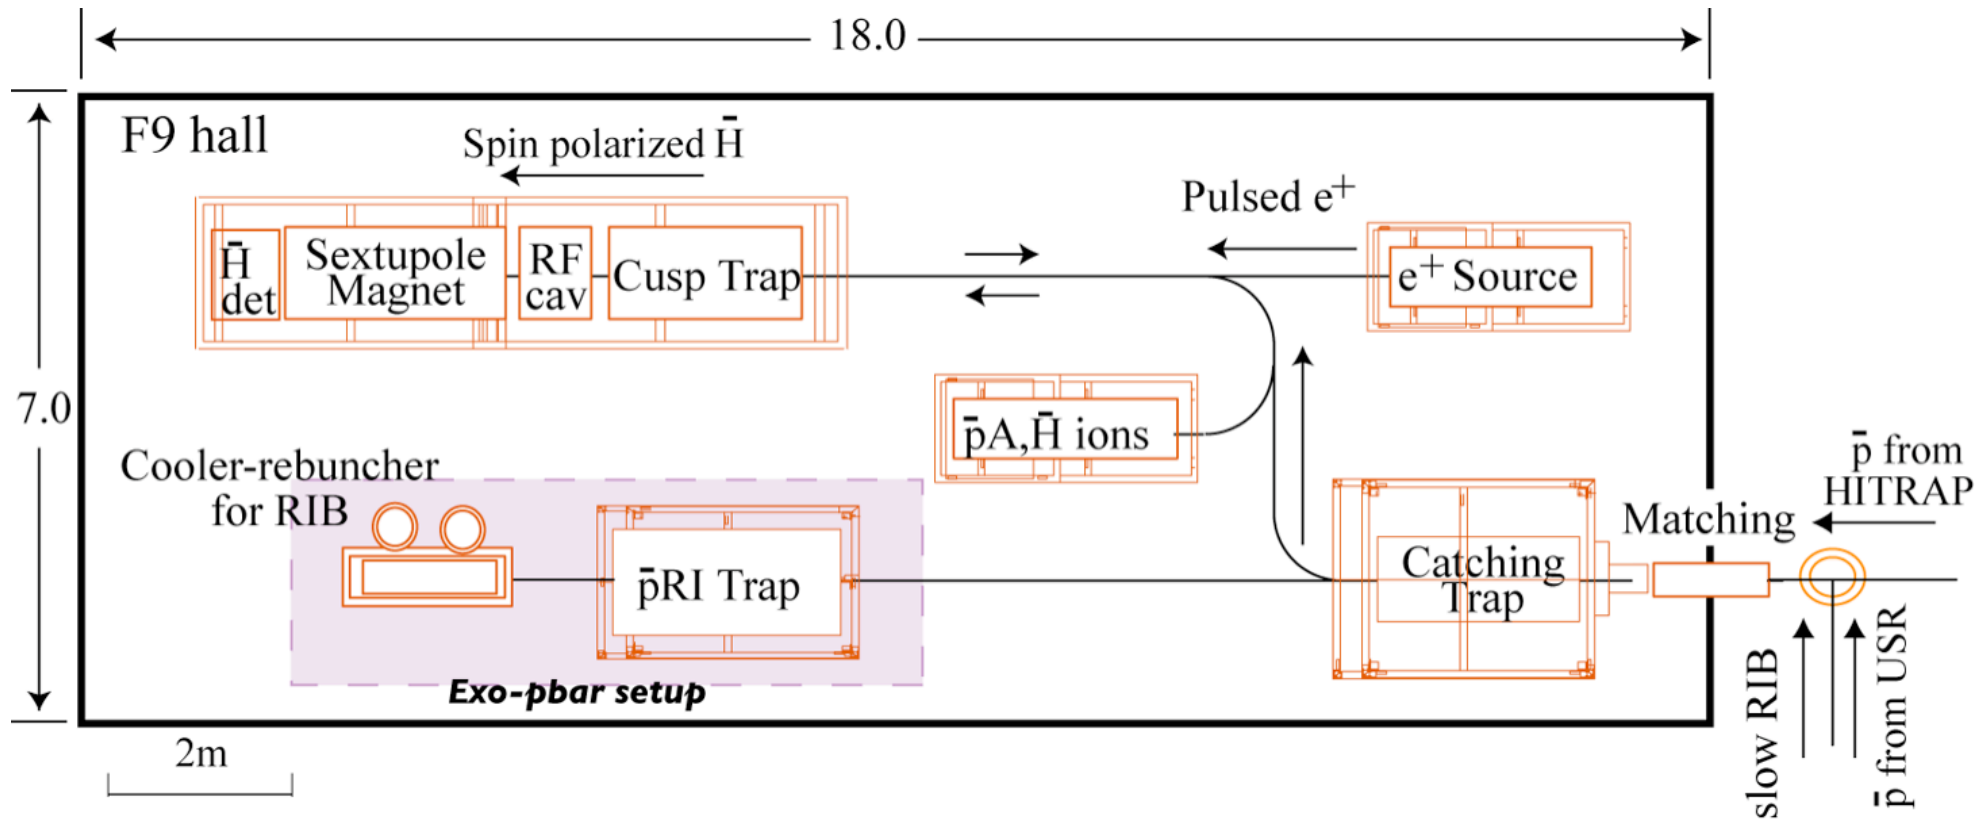 18.0
F9 hall
Spin polarized H̄
Pulsed e⁺
H̄
det
Sextupole
Magnet
RF
cav
Cusp Trap
e⁺ Source
7.0
p̄A,H̄ ions
Cooler-rebuncher
for RIB
p̄ from
HITRAP
Matching
Catching
Trap
p̄RI Trap
Exo-pbar setup
slow RIB
p̄ from USR
2m